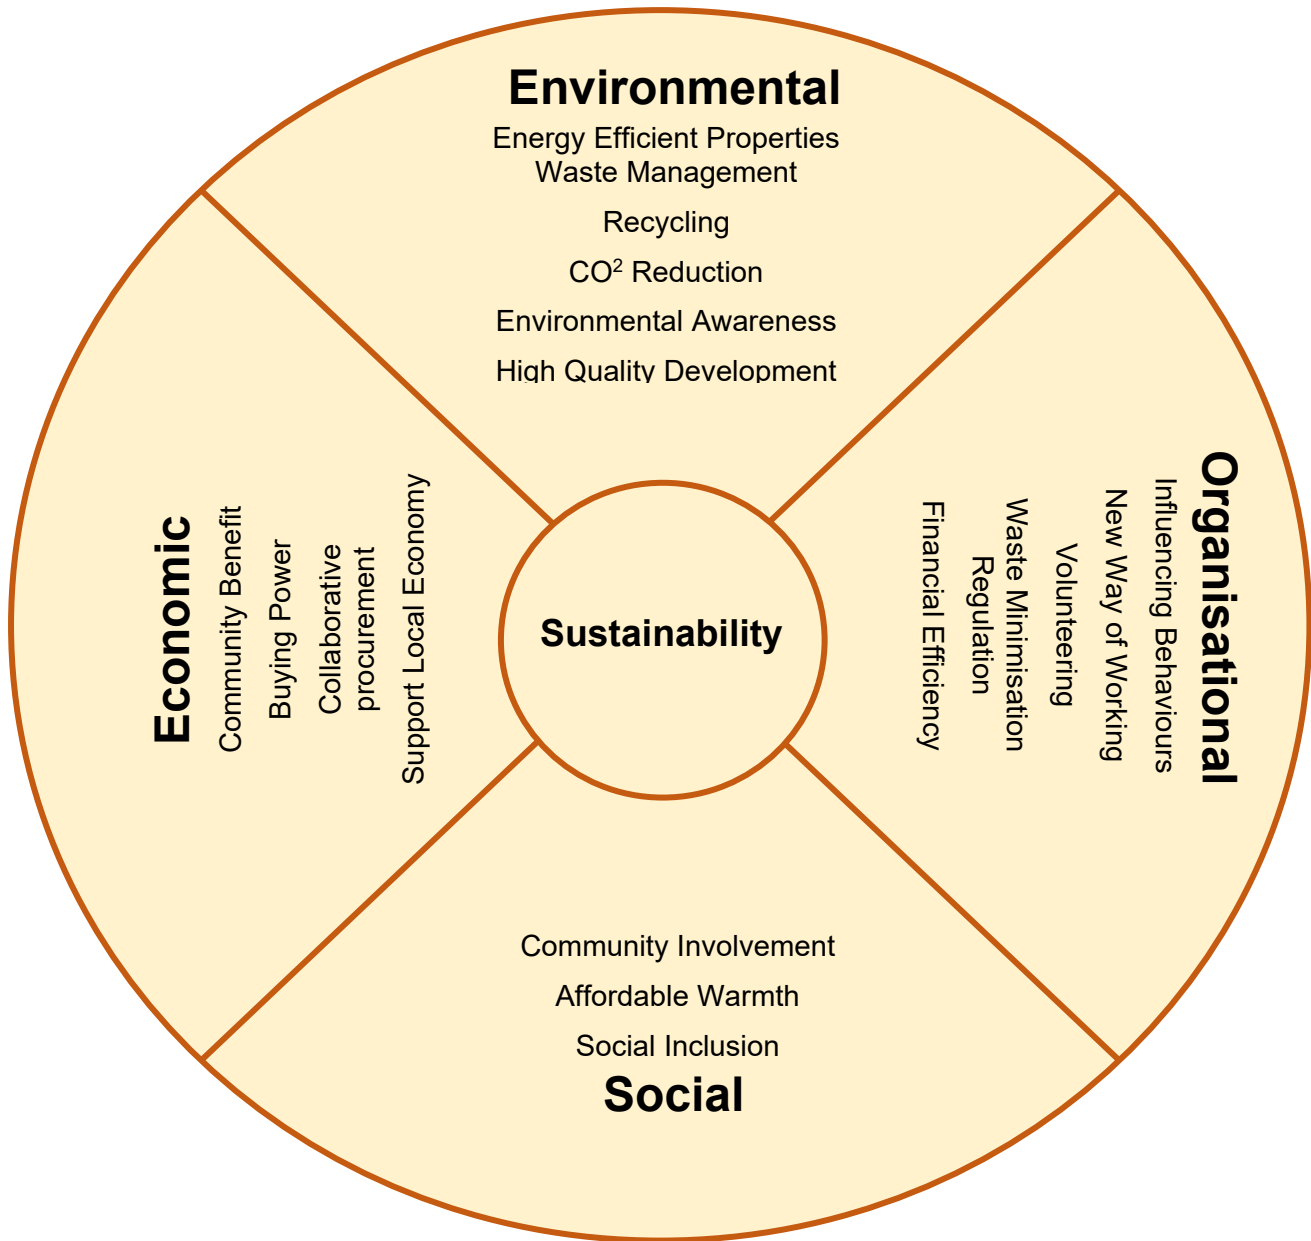 Environmental
Energy Efficient Properties
Waste Management
Recycling
CO² Reduction
Environmental Awareness
High Quality Development
Organisational
Influencing Behaviours
New Way of Working
Volunteering
Waste Minimisation
Regulation
Financial Efficiency
Sustainability
Economic
Community Benefit
Buying Power
Collaborative
procurement
Support Local Economy
Community Involvement
Affordable Warmth
Social Inclusion
Social